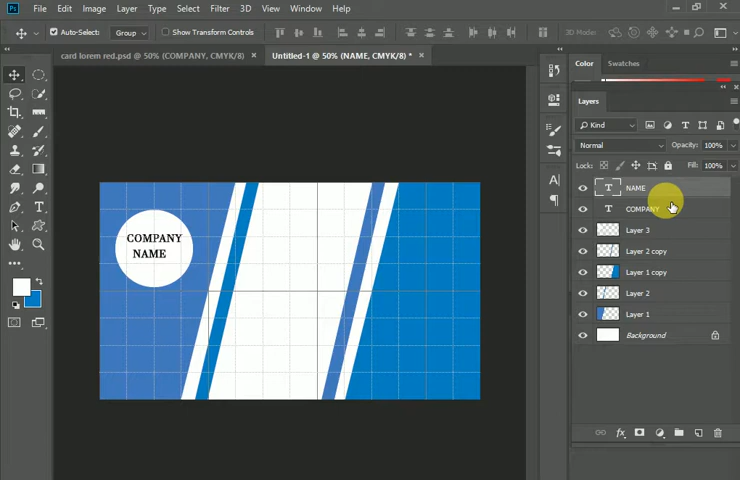 Ps File Edit Image Layer Type Select Filter 3D View Window Help
Auto-Select: Group Show Transform Controls 3D Mode:
card lorem red.psd @ 50% (COMPANY, CMYK/8) × Untitled-1 @ 50% (NAME, CMYK/8) * ×
Color Swatches
Layers
Kind
Normal Opacity: 100%
Lock: Fill: 100%
T NAME
T COMPANY
Layer 3
Layer 2 copy
Layer 1 copy
Layer 2
Layer 1
Background
COMPANY
NAME